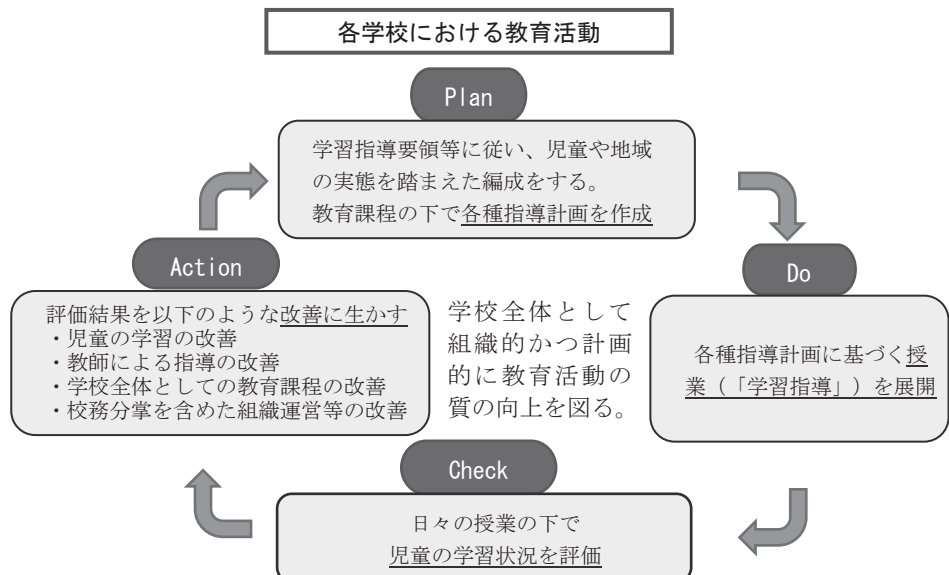 各学校における教育活動
Plan
学習指導要領等に従い、児童や地域
の実態を踏まえた編成をする。
教育課程の下で各種指導計画を作成
Do
各種指導計画に基づく授
業（「学習指導」）を展開
Check
日々の授業の下で
児童の学習状況を評価
Action
評価結果を以下のような改善に生かす
・児童の学習の改善
・教師による指導の改善
・学校全体としての教育課程の改善
・校務分掌を含めた組織運営等の改善
学校全体として
組織的かつ計画
的に教育活動の
質の向上を図る。